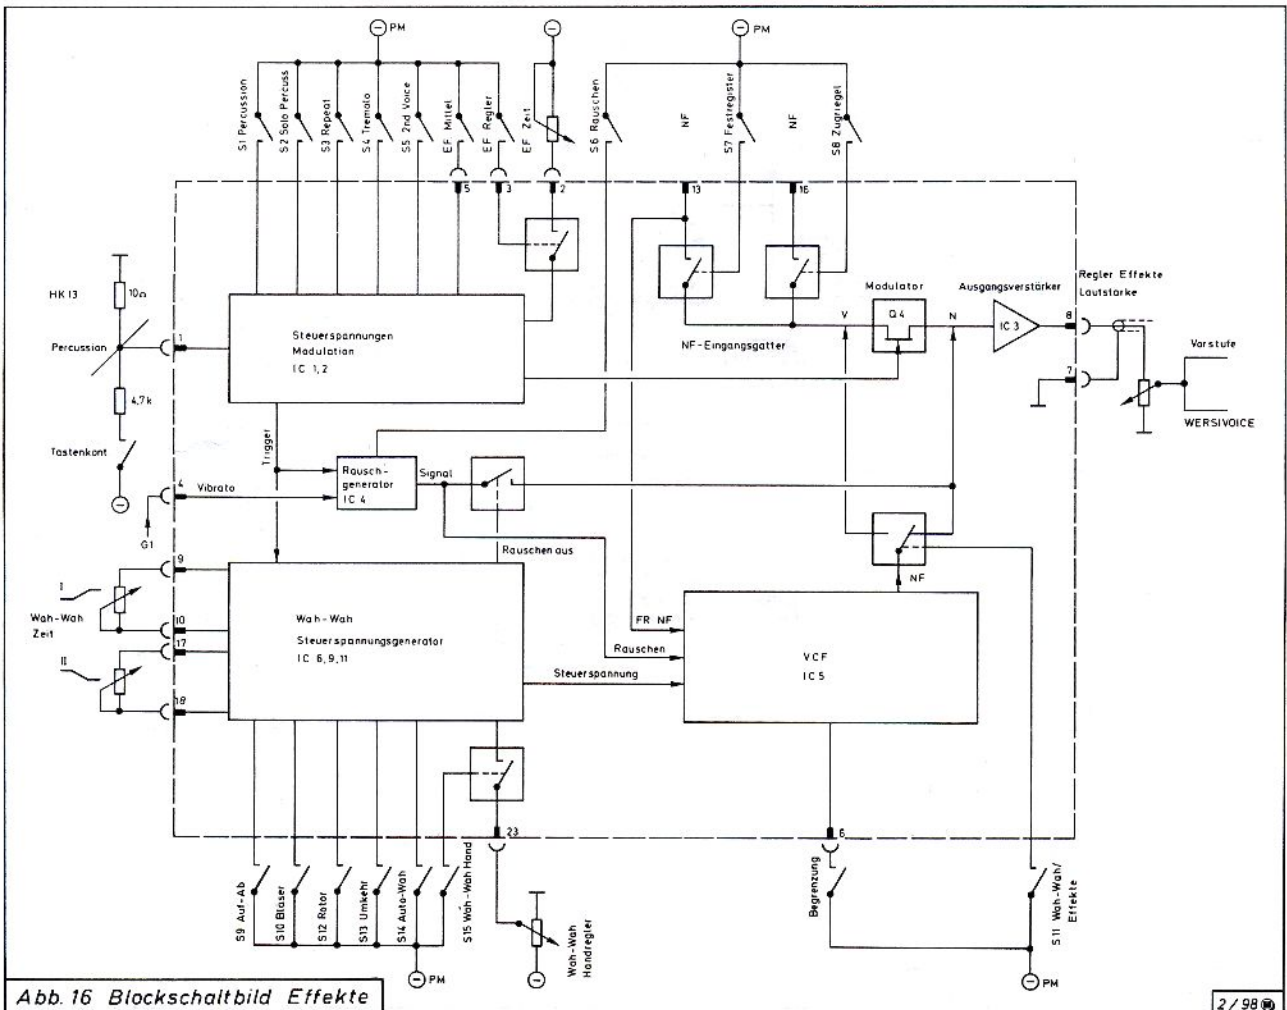 PM
PM
S1 Percussion
S2 Solo Percuss
S3 Repeat
S4 Tremolo
S5 2nd Voice
EF. Mittel
EF. Regler
EF. Zeit
S6 Rauschen
NF
S7 Festregister
NF
S8 Zugriegel
5
3
2
13
16
HK 13
10Ω
Percussion
1
4,7k
Tastenkont
4
Vibrato
G1
Steuerspannungen
Modulation
IC 1,2
Trigger
Rausch-
generator
IC 4
Signal
Rauschen aus
NF-Eingangsgatter
V
Modulator
Q4
N
Ausgangsverstärker
IC 3
8
7
Regler Effekte
Lautstärke
Vorstufe
WERSIVOICE
9
I
Wah-Wah
Zeit
10
17
II
18
Wah-Wah
Steuerspannungsgenerator
IC 6,9,11
FR NF
Rauschen
Steuerspannung
NF
VCF
IC 5
23
6
S9 Auf-Ab
S10 Bläser
S12 Rotor
S13 Umkehr
S14 Auto-Wah
S15 Wah-Wah Hand
Wah-Wah
Handregler
Begrenzung
S11 Wah-Wah/
Effekte
PM
PM
Abb. 16 Blockschaltbild Effekte
2/98